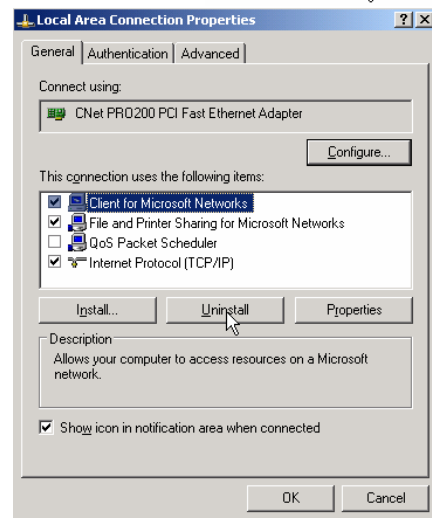 Local Area Connection Properties
General Authentication Advanced
Connect using:
CNet PRO200 PCI Fast Ethernet Adapter
Configure...
This connection uses the following items:
Client for Microsoft Networks
File and Printer Sharing for Microsoft Networks
QoS Packet Scheduler
Internet Protocol (TCP/IP)
Install... Uninstall Properties
Description
Allows your computer to access resources on a Microsoft
network.
Show icon in notification area when connected
OK Cancel